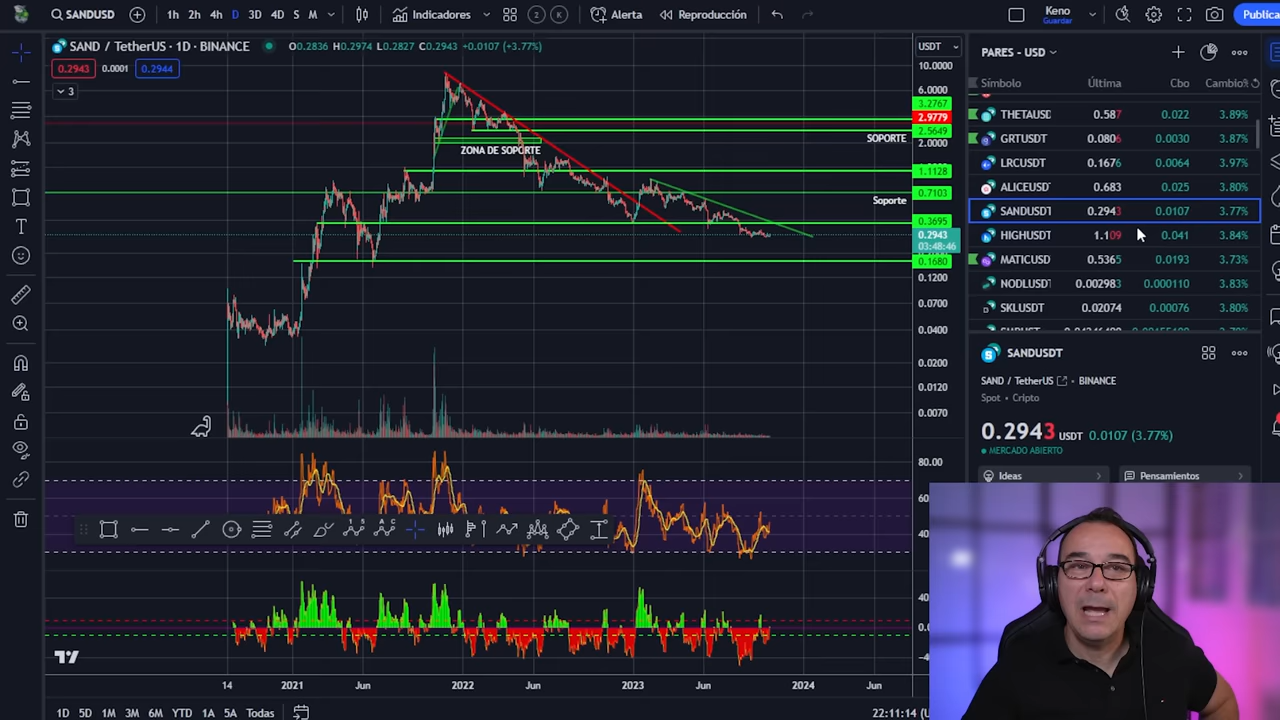 SANDUSD 1h 2h 4h D 3D 4D S M Indicadores 2 K Alerta Reproducción Keno Guardar Publica
SAND / TetherUS · 1D · BINANCE O0.2836 H0.2974 L0.2827 C0.2943 +0.0107 (+3.77%)
0.2943 0.0001 0.2944
3
USDT
10.0000
6.0000
3.2767
2.9779
2.5649
2.0000
1.1128
0.7103
0.3695
0.2943
03:48:46
0.1680
0.1200
0.0700
0.0400
0.0200
0.0120
0.0070
80.00
40
SOPORTE
ZONA DE SOPORTE
Soporte
14 2021 Jun 2022 Jun 2023 Jun 2024 Jun
1D 5D 1M 3M 6M YTD 1A 5A Todas 22:11:14
PARES - USD
Símbolo Última Cbo Cambio%
THETAUSD 0.587 0.022 3.89%
GRTUSDT 0.0806 0.0030 3.87%
LRCUSDT 0.1676 0.0064 3.97%
ALICEUSD 0.683 0.025 3.80%
SANDUSDT 0.2943 0.0107 3.77%
HIGHUSDT 1.109 0.041 3.84%
MATICUSD 0.5365 0.0193 3.73%
NODLUSDT 0.002983 0.000110 3.83%
SKLUSDT 0.02074 0.00076 3.80%
SANDUSDT
SAND / TetherUS · BINANCE
Spot · Cripto
0.2943 USDT 0.0107 (3.77%)
MERCADO ABIERTO
Ideas Pensamientos